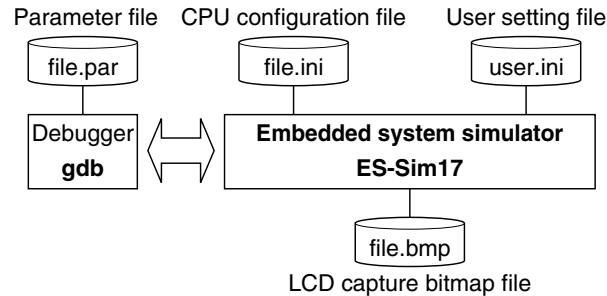 Parameter file
CPU configuration file
User setting file
file.par
file.ini
user.ini
Debugger
gdb
Embedded system simulator
ES-Sim17
file.bmp
LCD capture bitmap file